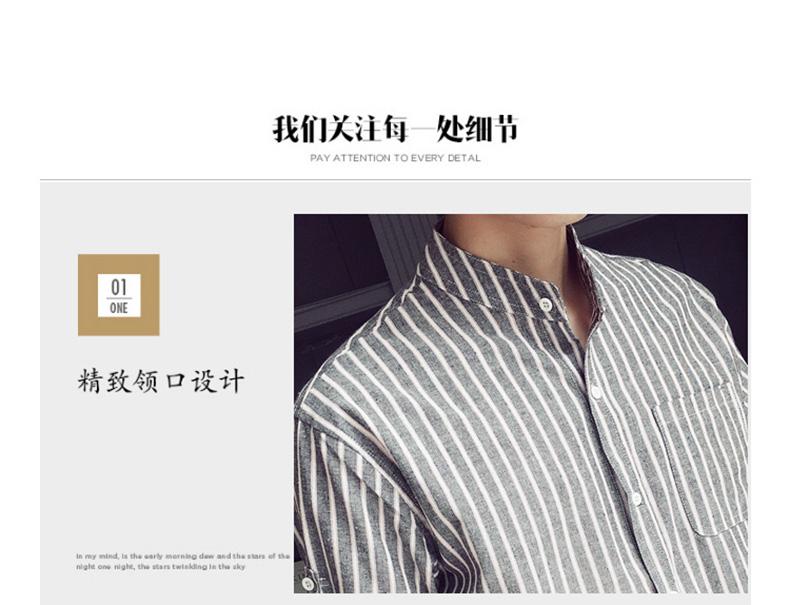 我们关注每一处细节
PAY ATTENTION TO EVERY DETAL
01
ONE
精致领口设计
In my mind, is the early morning dew and the stars of the
night one night, the stars twinkling in the sky